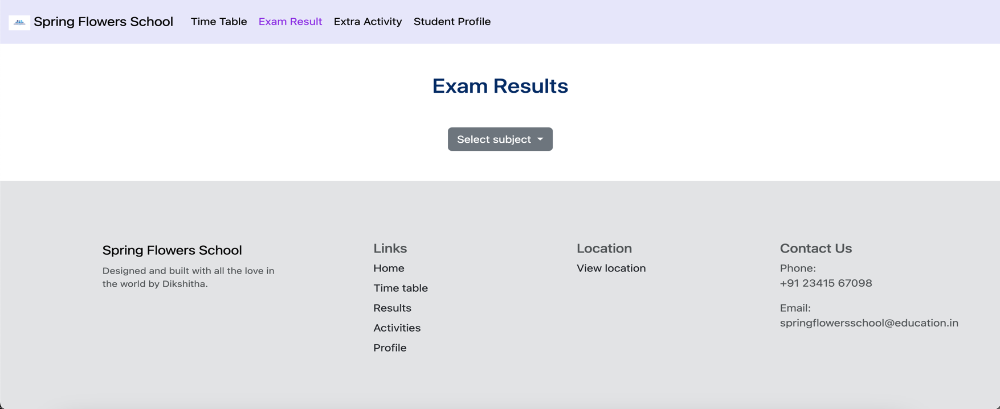 Spring Flowers School
Time Table
Exam Result
Extra Activity
Student Profile
Exam Results
Select subject
Spring Flowers School
Designed and built with all the love in
the world by Dikshitha.
Links
Home
Time table
Results
Activities
Profile
Location
View location
Contact Us
Phone:
+91 23415 67098
Email:
springflowersschool@education.in